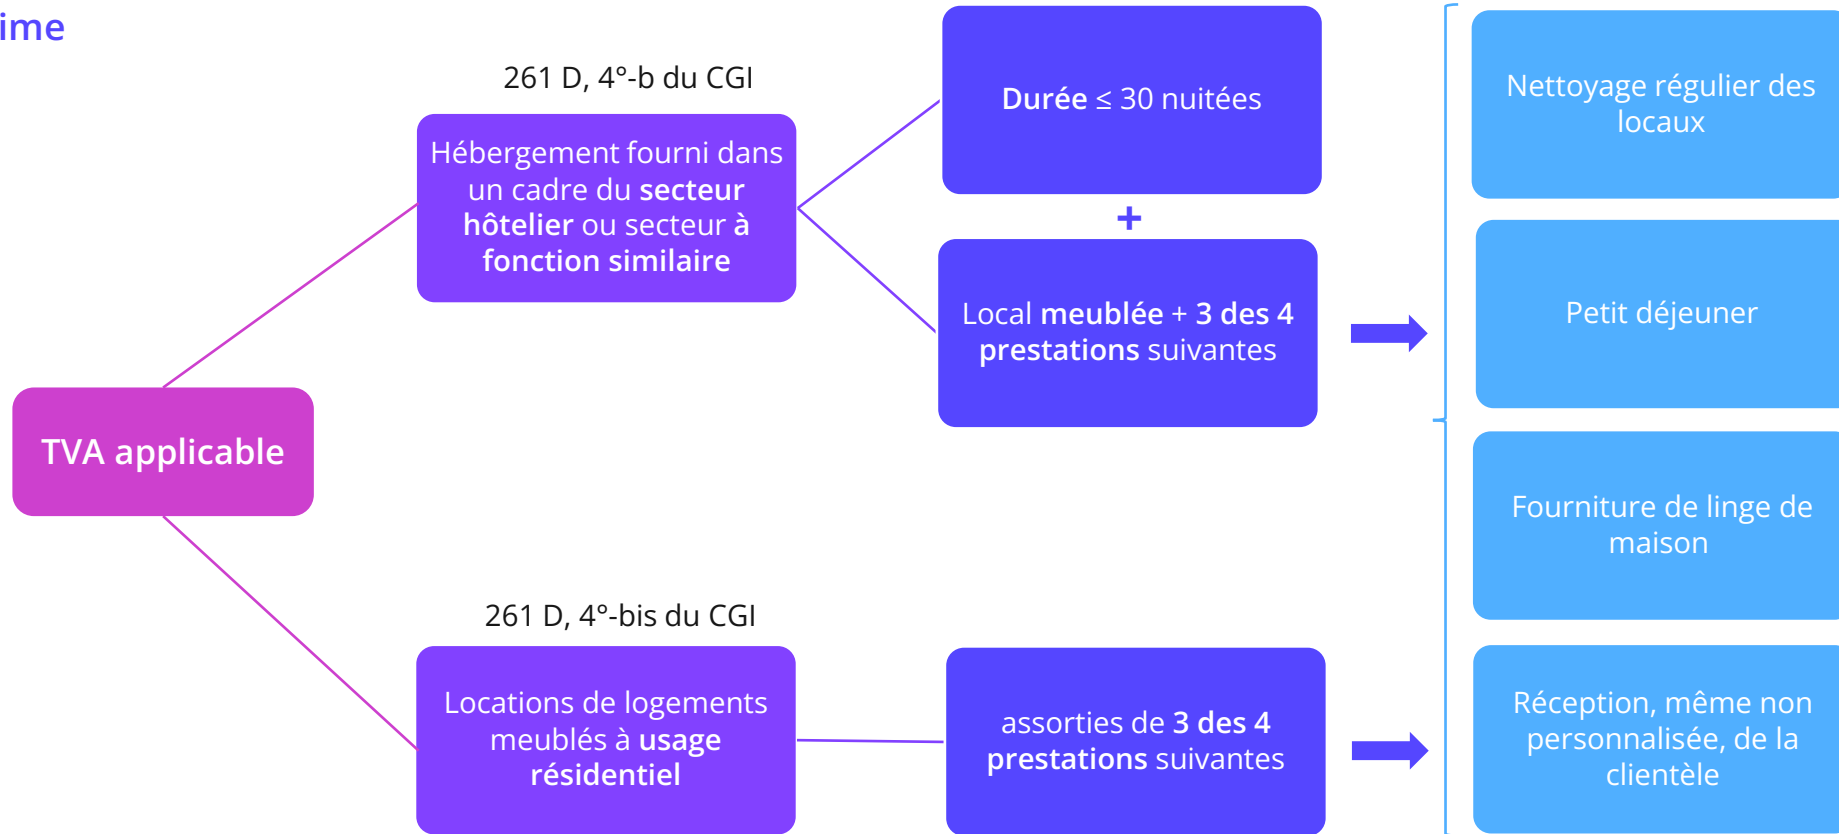 ime
261 D, 4°-b du CGI
Hébergement fourni dans
un cadre du secteur
hôtelier ou secteur à
fonction similaire
Durée ≤ 30 nuitées
+
Local meublée + 3 des 4
prestations suivantes
Nettoyage régulier des
locaux
Petit déjeuner
TVA applicable
Fourniture de linge de
maison
261 D, 4°-bis du CGI
Locations de logements
meublés à usage
résidentiel
assorties de 3 des 4
prestations suivantes
Réception, même non
personnalisée, de la
clientèle